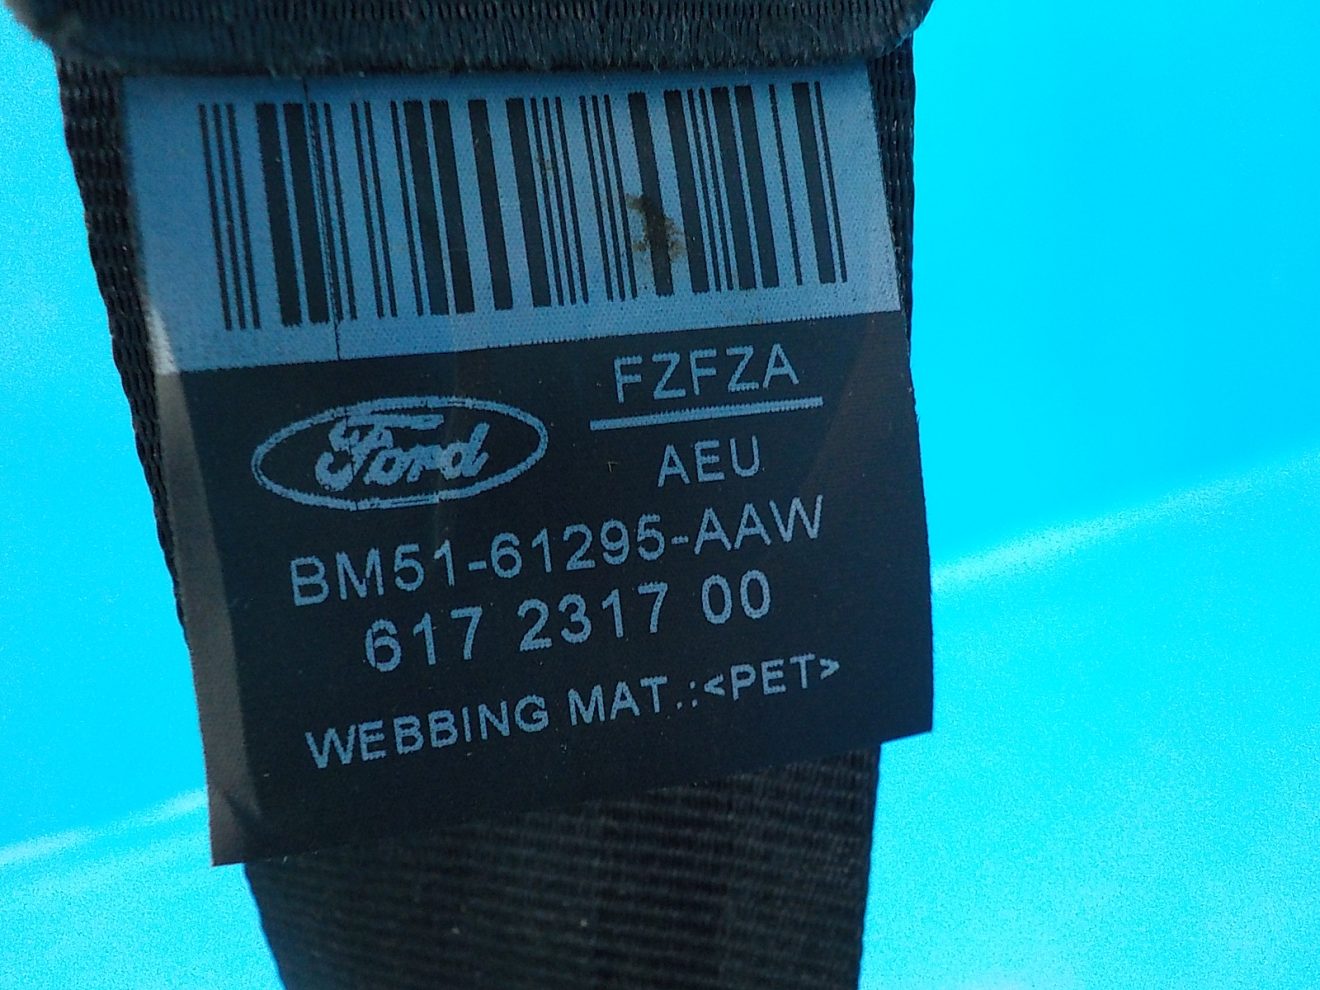 FZFZA
Ford
AEU
BM51-61295-AAW
617 2317 00
WEBBING MAT.:<PET>